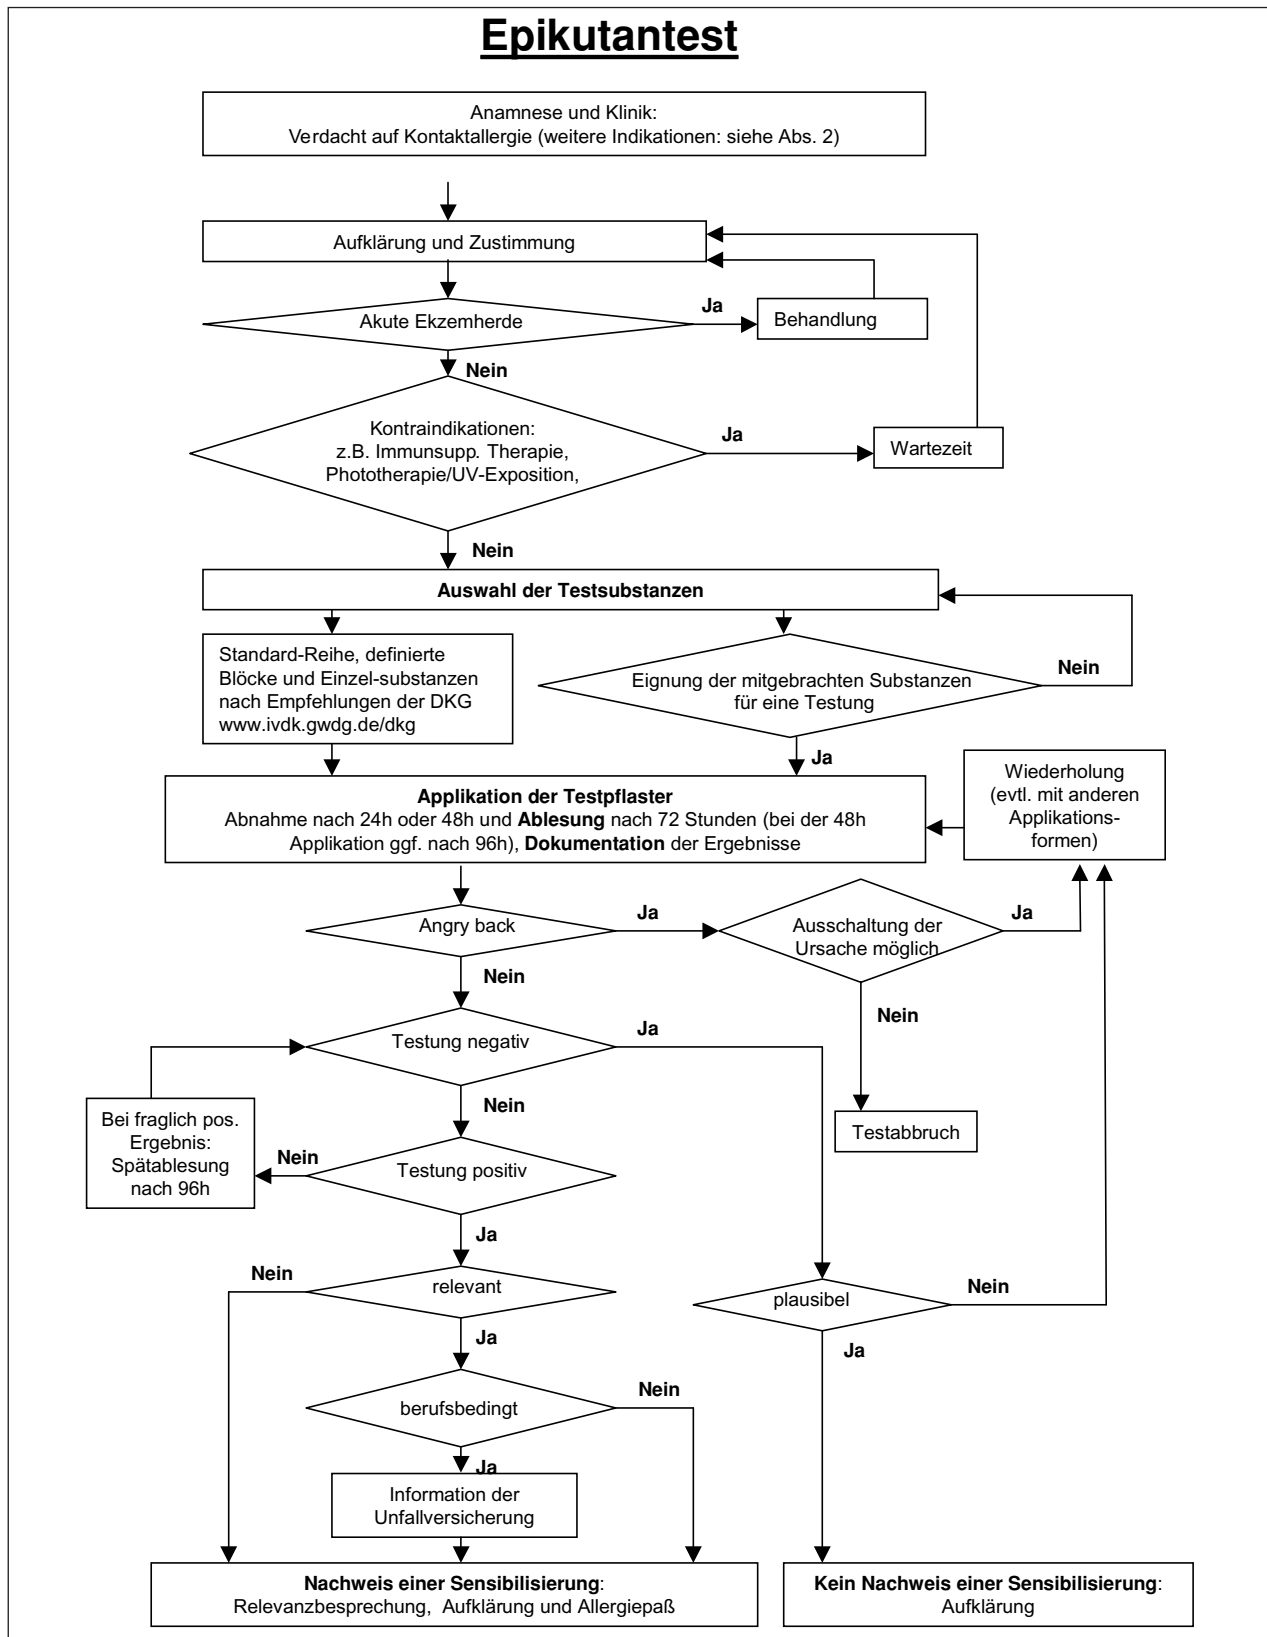 Epikutantest
Anamnese und Klinik:
Verdacht auf Kontaktallergie (weitere Indikationen: siehe Abs. 2)
Aufklärung und Zustimmung
Akute Ekzemherde
Ja
Behandlung
Nein
Kontraindikationen:
z.B. Immunsupp. Therapie,
Phototherapie/UV-Exposition,
Ja
Wartezeit
Nein
Auswahl der Testsubstanzen
Standard-Reihe, definierte
Blöcke und Einzel-substanzen
nach Empfehlungen der DKG
www.ivdk.gwdg.de/dkg
Eignung der mitgebrachten Substanzen
für eine Testung
Nein
Ja
Applikation der Testpflaster
Abnahme nach 24h oder 48h und Ablesung nach 72 Stunden (bei der 48h
Applikation ggf. nach 96h), Dokumentation der Ergebnisse
Wiederholung
(evtl. mit anderen
Applikations-
formen)
Angry back
Ja
Ausschaltung der
Ursache möglich
Ja
Nein
Nein
Testung negativ
Ja
Testabbruch
Nein
Bei fraglich pos.
Ergebnis:
Spätablesung
nach 96h
Nein
Testung positiv
Ja
Nein
relevant
plausibel
Nein
Ja
Ja
berufsbedingt
Nein
Ja
Information der
Unfallversicherung
Nachweis einer Sensibilisierung:
Relevanzbesprechung, Aufklärung und Allergiepaß
Kein Nachweis einer Sensibilisierung:
Aufklärung